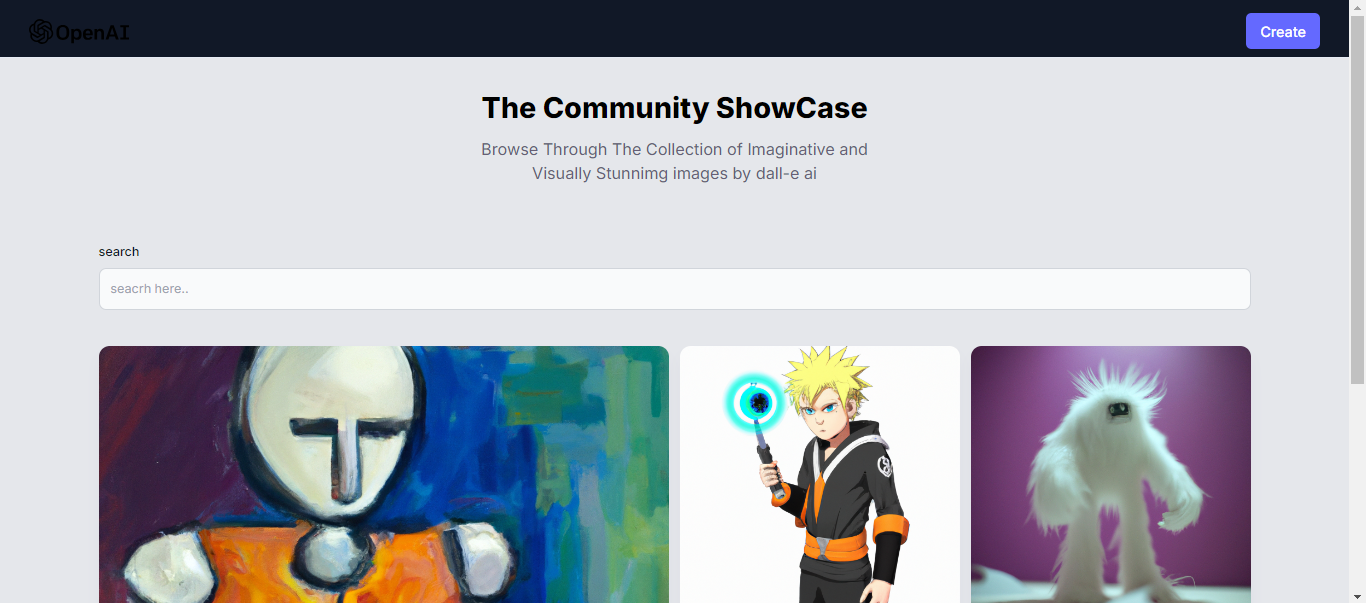 OpenAI
Create
The Community ShowCase
Browse Through The Collection of Imaginative and
Visually Stunnimg images by dall-e ai
search
seacrh here..